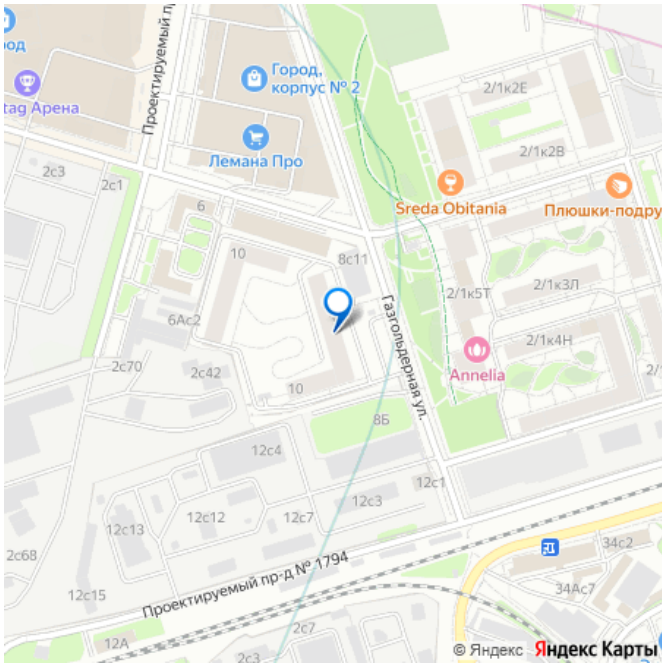 Проектируемый пр
род
Город,
корпус № 2
2/1к2Е
tag Арена
Лемана Про
2/1к2В
2с3
2с1
Sreda Obitania
Плюшки-подру
6
10
8с11
2/1к5Т
2/1к3Л
6Ас2
Газгольдерная ул.
2/1к4Н
2/
2с70
2с42
10
Annelia
8Б
12с4
12с1
12с3
12с13
12с12
12с7
2с68
12с15
Проектируемый пр-д № 1794
34с2
34Ас7
12А
2с7
2с3
© Яндекс Яндекс Карты